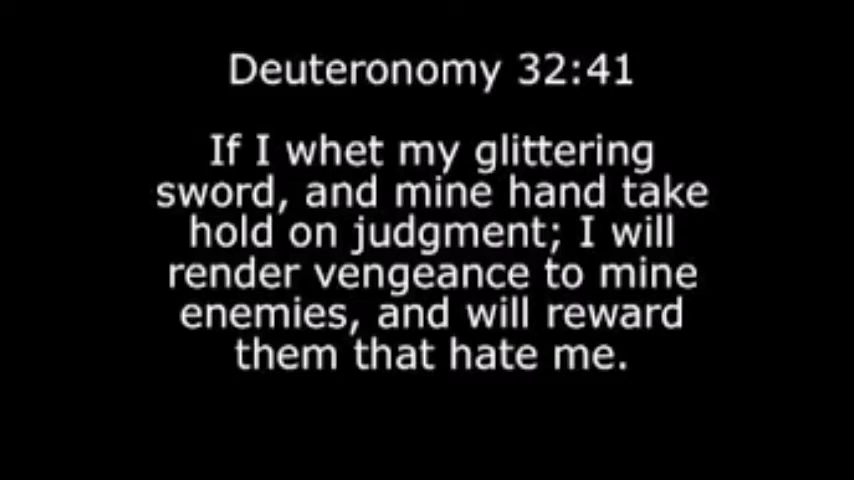 Deuteronomy 32:41
If I whet my glittering
sword, and mine hand take
hold on judgment; I will
render vengeance to mine
enemies, and will reward
them that hate me.